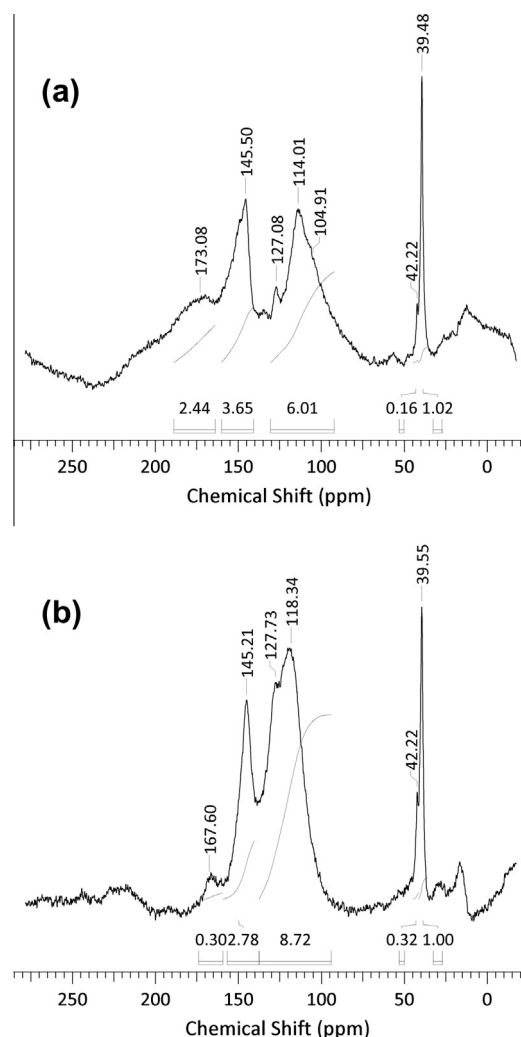 (a)
39.48
145.50
114.01
104.91
127.08
173.08
42.22
2.44 3.65 6.01 0.16 1.02
250 200 150 100 50 0
Chemical Shift (ppm)
(b)
39.55
118.34
127.73
145.21
42.22
167.60
0.30 2.78 8.72 0.32 1.00
250 200 150 100 50 0
Chemical Shift (ppm)